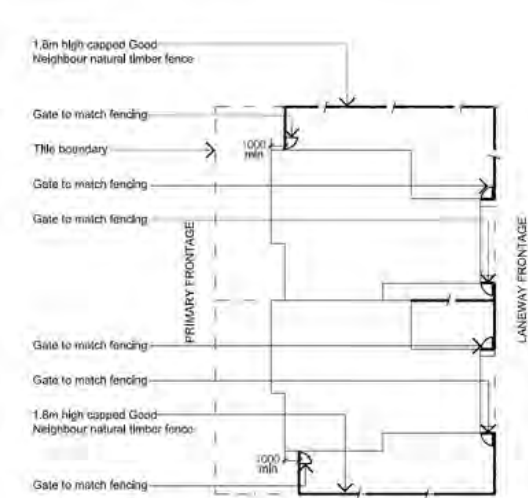 1.8m high capped Good
Neighbour natural timber fence
Gate to match fencing
Title boundary
1000
min
Gate to match fencing
Gate to match fencing
PRIMARY FRONTAGE
LANEWAY FRONTAGE
Gate to match fencing
Gate to match fencing
1.8m high capped Good
Neighbour natural timber fence
1000
min
Gate to match fencing